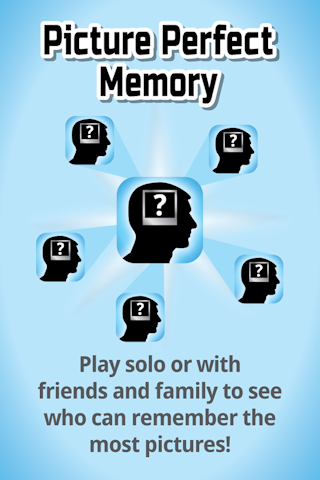 Picture Perfect
Memory
?
?
?
?
?
?
Play solo or with
friends and family to see
who can remember the
most pictures!